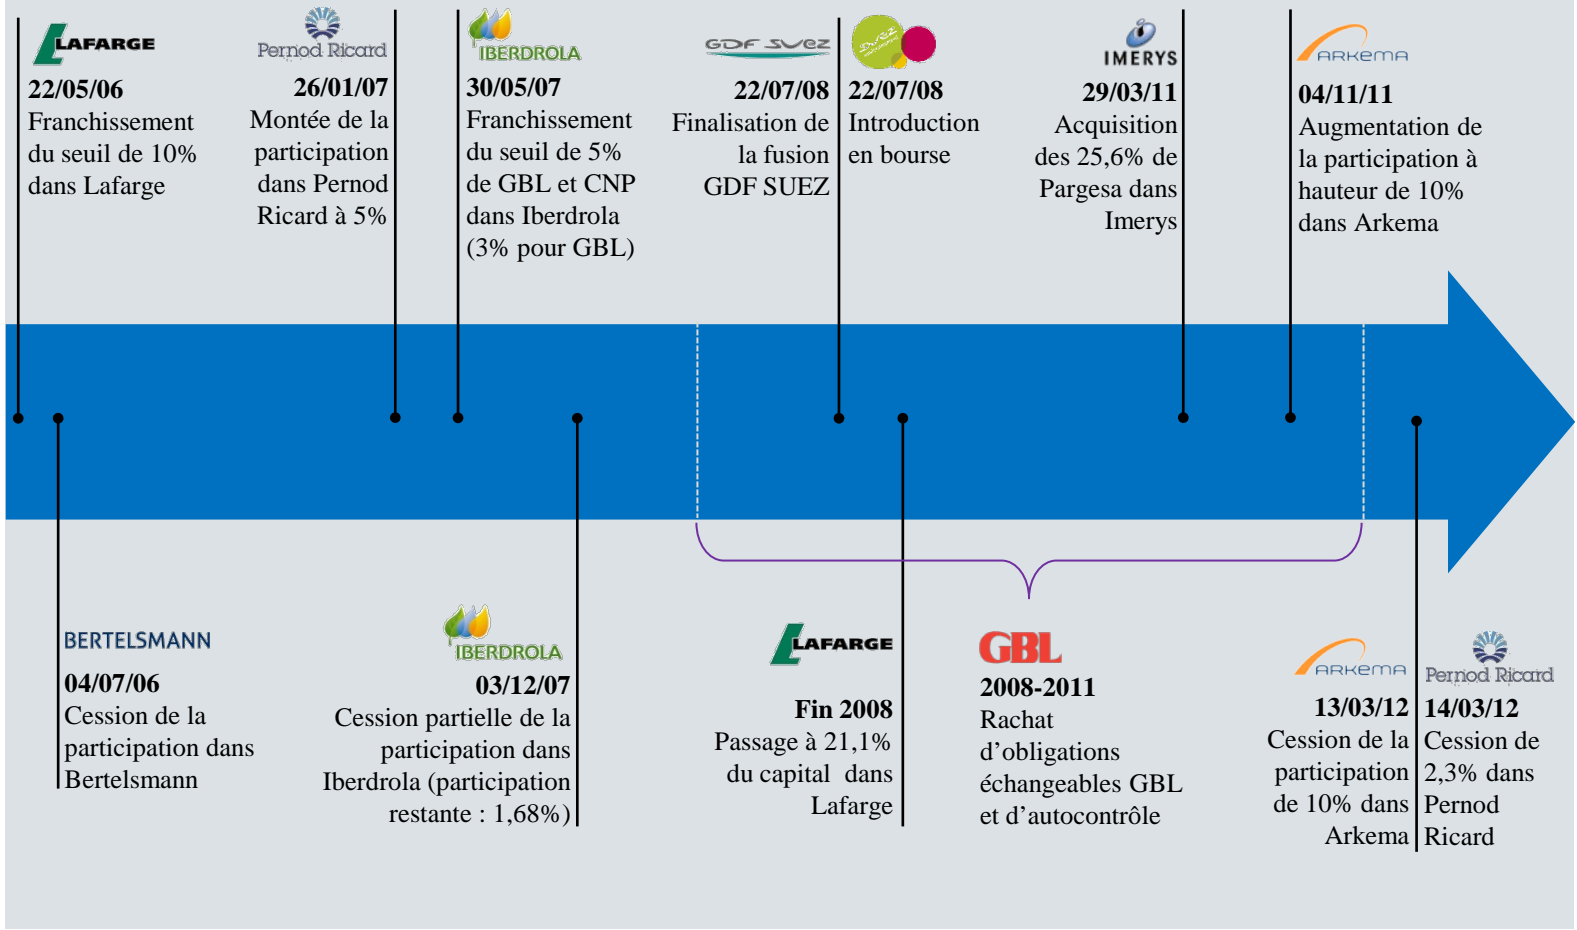 LAFARGE
22/05/06
Franchissement
du seuil de 10%
dans Lafarge
Pernod Ricard
26/01/07
Montée de la
participation
dans Pernod
Ricard à 5%
IBERDROLA
30/05/07
Franchissement
du seuil de 5%
de GBL et CNP
dans Iberdrola
(3% pour GBL)
GDF SUEZ
22/07/08
Finalisation de
la fusion
GDF SUEZ
SUEZ
22/07/08
Introduction
en bourse
IMERYS
29/03/11
Acquisition
des 25,6% de
Pargesa dans
Imerys
ARKEMA
04/11/11
Augmentation de
la participation à
hauteur de 10%
dans Arkema
BERTELSMANN
04/07/06
Cession de la
participation dans
Bertelsmann
IBERDROLA
03/12/07
Cession partielle de la
participation dans
Iberdrola (participation
restante : 1,68%)
LAFARGE
Fin 2008
Passage à 21,1%
du capital dans
Lafarge
GBL
2008-2011
Rachat
d’obligations
échangeables GBL
et d’autocontrôle
ARKEMA
13/03/12
Cession de la
participation
de 10% dans
Arkema
Pernod Ricard
14/03/12
Cession de
2,3% dans
Pernod
Ricard